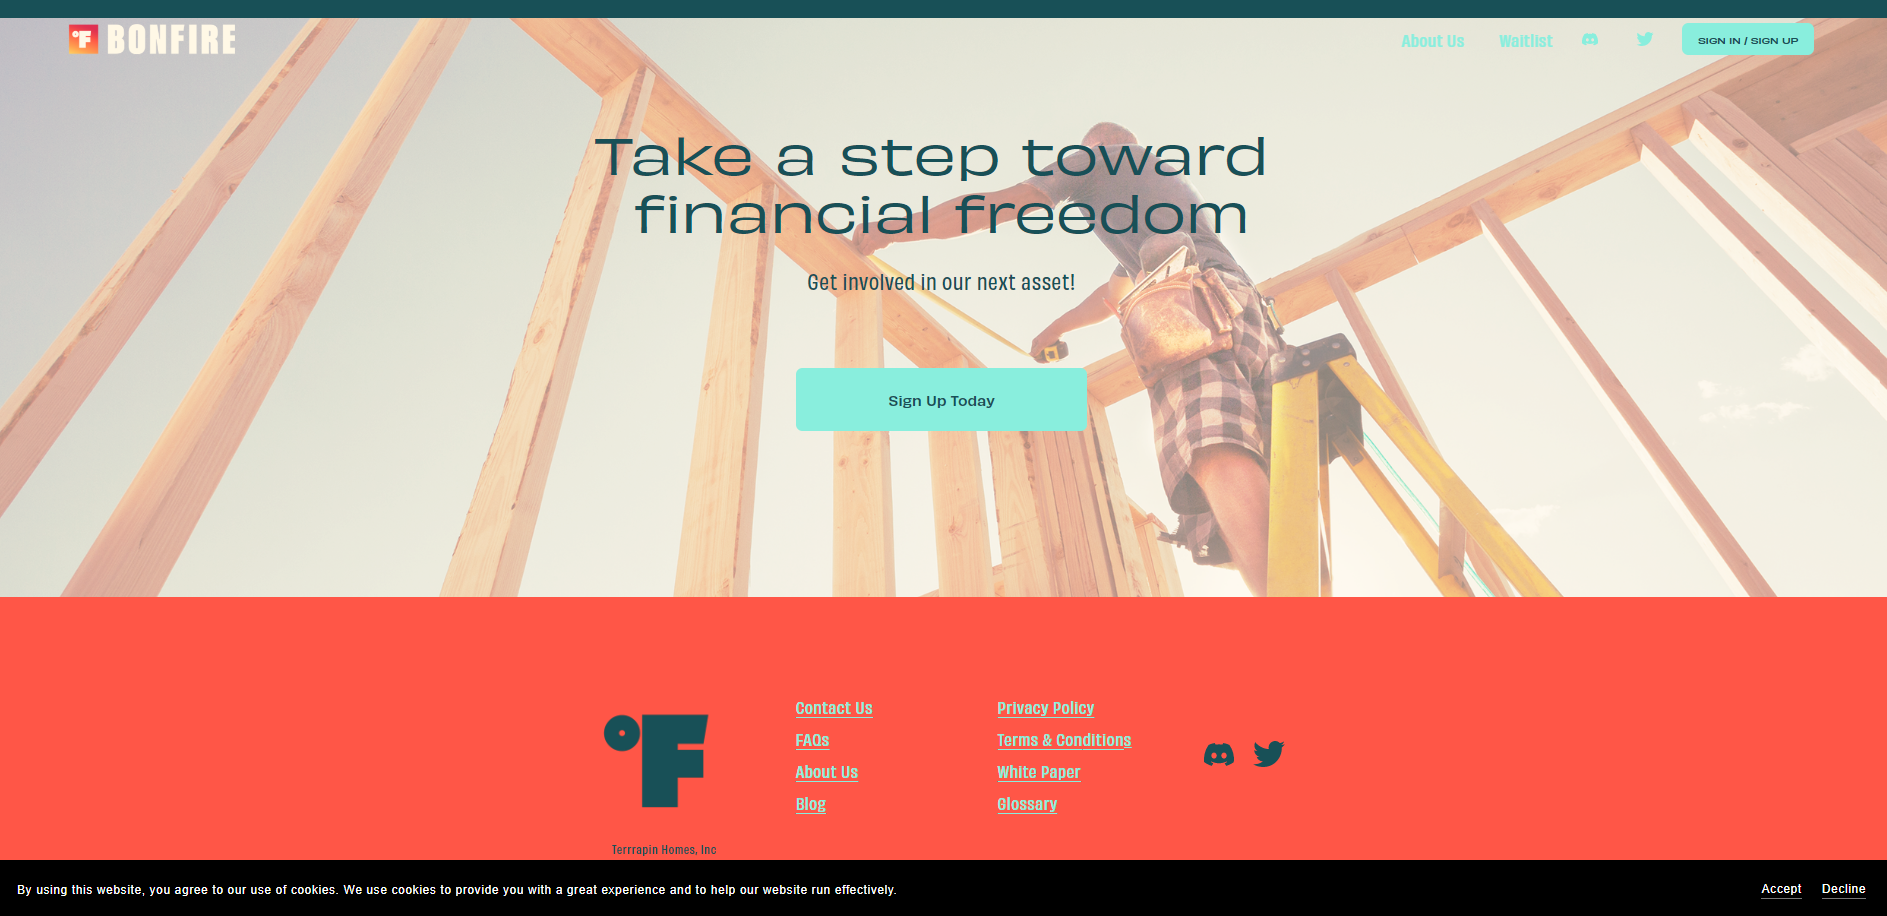 °F BONFIRE
About Us
Waitlist
SIGN IN / SIGN UP
Take a step toward
financial freedom
Get involved in our next asset!
Sign Up Today
°F
Contact Us
FAQs
About Us
Blog
Privacy Policy
Terms & Conditions
White Paper
Glossary
Terrrapin Homes, Inc
By using this website, you agree to our use of cookies. We use cookies to provide you with a great experience and to help our website run effectively.
Accept
Decline